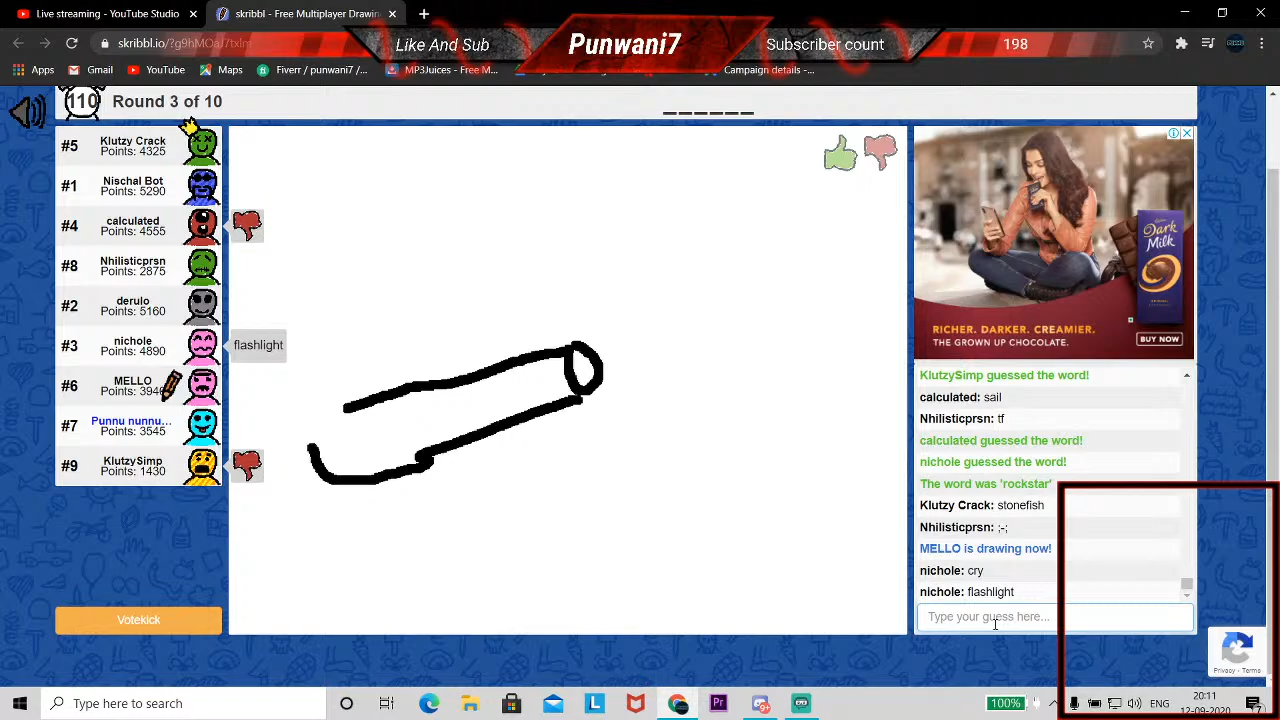 Live streaming - YouTube Studio
skribbl - Free Multiplayer Drawin
skribbl.io/?g9hMOaJ7txlm
Like And Sub
Punwani7
Subscriber count
198
Apps
Gmail
YouTube
Maps
Fiverr / punwani7 /...
MP3Juices - Free M...
Campaign details -...
110
Round 3 of 10
#5
Klutzy Crack
Points: 4325
#1
Nischal Bot
Points: 5290
#4
calculated
Points: 4555
#8
Nhilisticprsn
Points: 2875
#2
derulo
Points: 5160
#3
nichole
Points: 4890
flashlight
#6
MELLO
#7
Punnu nunnu...
Points: 3545
#9
KlutzySimp
Points: 1430
Votekick
Dark
Milk
RICHER. DARKER. CREAMIER.
THE GROWN UP CHOCOLATE.
BUY NOW
KlutzySimp guessed the word!
calculated: sail
Nhilisticprsn: tf
calculated guessed the word!
nichole guessed the word!
The word was 'rockstar'
Klutzy Crack: stonefish
Nhilisticprsn: ;-;
MELLO is drawing now!
nichole: cry
nichole: flashlight
Type your guess here...
Privacy - Terms
Type here to search
100%
ENG
20:11
12-09-2020